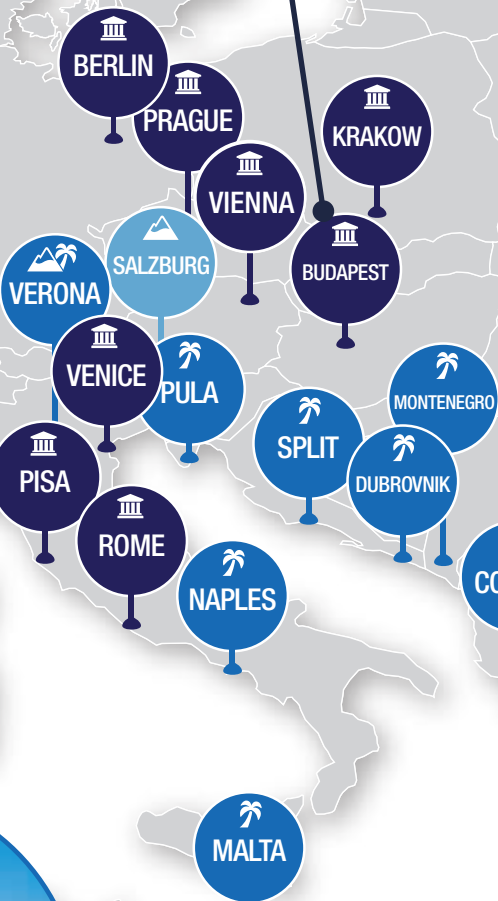 BERLIN
PRAGUE
KRAKOW
VIENNA
SALZBURG
BUDAPEST
VERONA
VENICE
PULA
MONTENEGRO
SPLIT
PISA
DUBROVNIK
ROME
NAPLES
MALTA